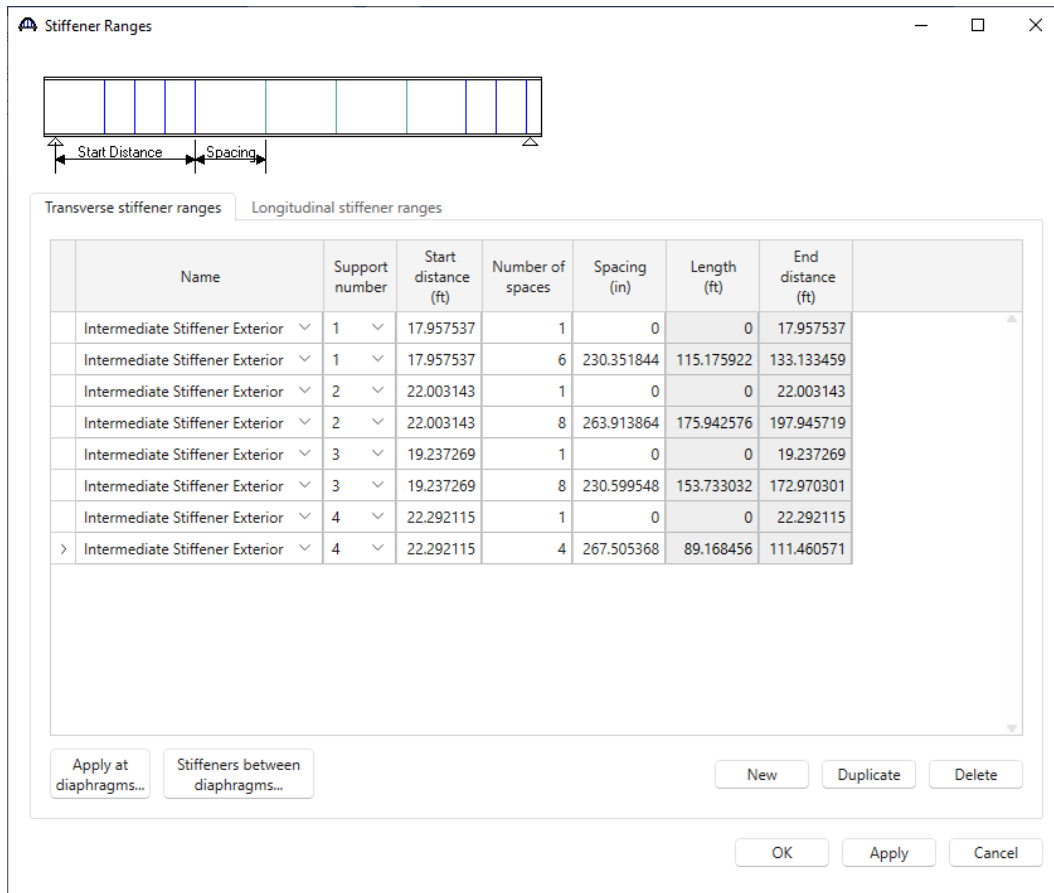 Stiffener Ranges
Start Distance Spacing
Transverse stiffener ranges Longitudinal stiffener ranges
Name Support number Start distance (ft) Number of spaces Spacing (in) Length (ft) End distance (ft)
Intermediate Stiffener Exterior 1 17.957537 1 0 0 17.957537
Intermediate Stiffener Exterior 1 17.957537 6 230.351844 115.175922 133.133459
Intermediate Stiffener Exterior 2 22.003143 1 0 0 22.003143
Intermediate Stiffener Exterior 2 22.003143 8 263.913864 175.942576 197.945719
Intermediate Stiffener Exterior 3 19.237269 1 0 0 19.237269
Intermediate Stiffener Exterior 3 19.237269 8 230.599548 153.733032 172.970301
Intermediate Stiffener Exterior 4 22.292115 1 0 0 22.292115
Intermediate Stiffener Exterior 4 22.292115 4 267.505368 89.168456 111.460571
Apply at diaphragms... Stiffeners between diaphragms... New Duplicate Delete
OK Apply Cancel